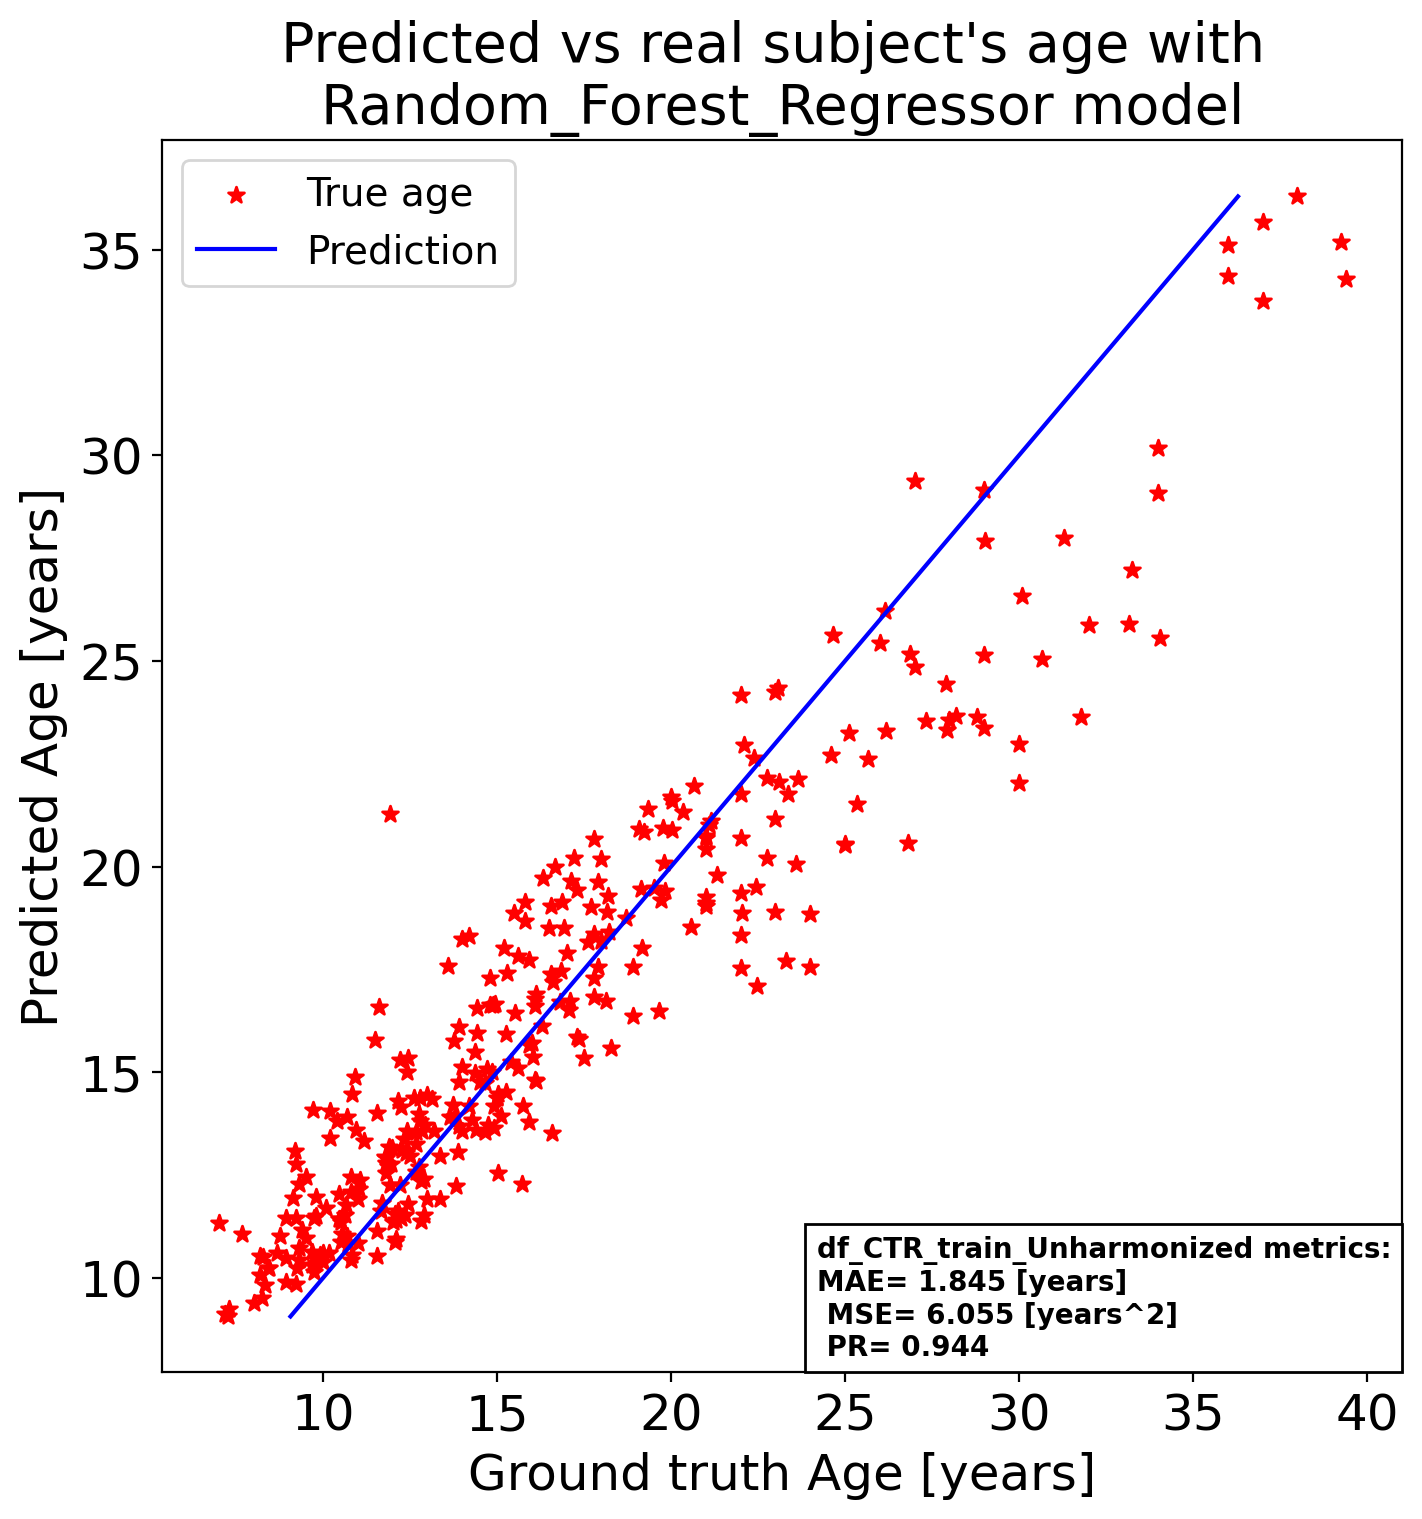 Predicted vs real subject's age with
Random_Forest_Regressor model
True age
Prediction
Predicted Age [years]
35
30
25
20
15
10
df_CTR_train_Unharmonized metrics:
MAE= 1.845 [years]
MSE= 6.055 [years^2]
PR= 0.944
10 15 20 25 30 35 40
Ground truth Age [years]